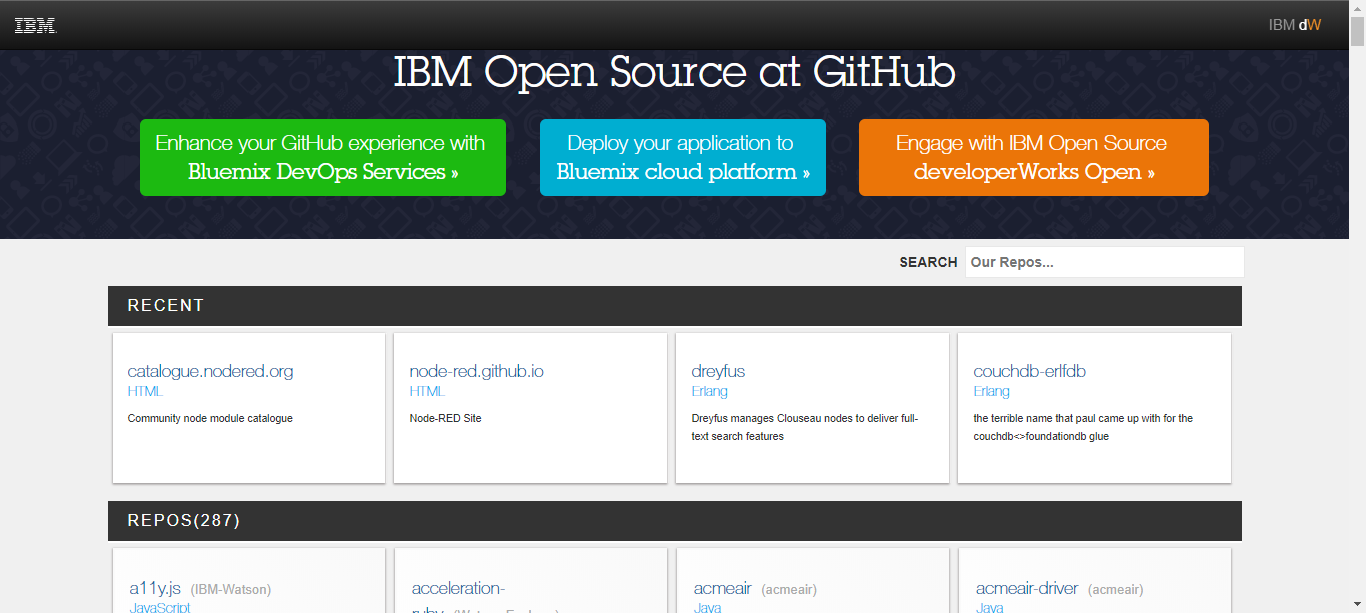 IBM
IBM dW
IBM Open Source at GitHub
Enhance your GitHub experience with
Bluemix DevOps Services »
Deploy your application to
Bluemix cloud platform »
Engage with IBM Open Source
developerWorks Open »
SEARCH Our Repos...
RECENT
catalogue.nodered.org
HTML
Community node module catalogue
node-red.github.io
HTML
Node-RED Site
dreyfus
Erlang
Dreyfus manages Clouseau nodes to deliver full-
text search features
couchdb-erlfdb
Erlang
the terrible name that paul came up with for the
couchdb<>foundationdb glue
REPOS(287)
a11y.js (IBM-Watson)
JavaScript
acceleration-
ruby
acmeair (acmeair)
Java
acmeair-driver (acmeair)
Java